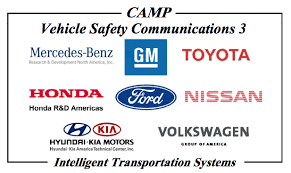 CAMP
Vehicle Safety Communications 3
Mercedes-Benz
Research & Development North America, Inc.
GM
TOYOTA
HONDA
Honda R&D Americas
Ford
NISSAN
HYUNDAI · KIA MOTORS
Hyundai-Kia America Technical Center, Inc.
KIA
VOLKSWAGEN
GROUP OF AMERICA
Intelligent Transportation Systems